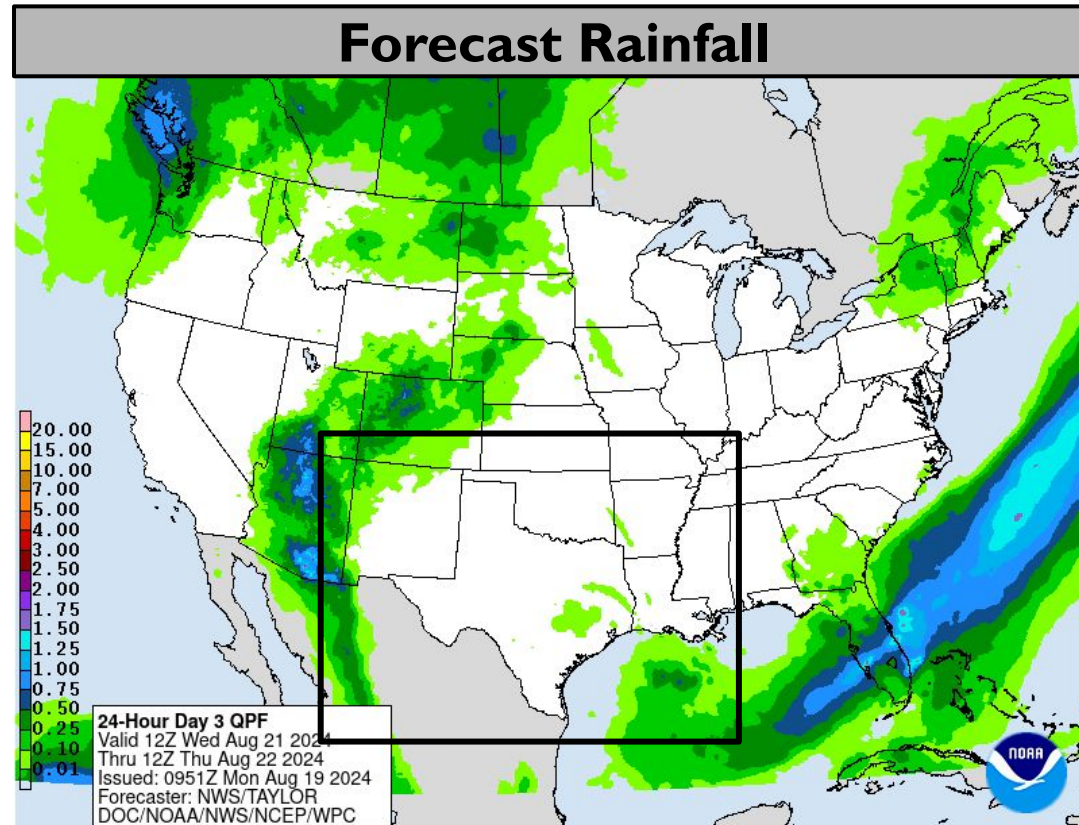 Forecast Rainfall
20.00
15.00
10.00
7.00
5.00
4.00
3.00
2.50
2.00
1.75
1.50
1.25
1.00
0.75
0.50
0.25
0.10
0.01
24-Hour Day 3 QPF
Valid 12Z Wed Aug 21 2024
Thru 12Z Thu Aug 22 2024
Issued: 0951Z Mon Aug 19 2024
Forecaster: NWS/TAYLOR
DOC/NOAA/NWS/NCEP/WPC
NOAA